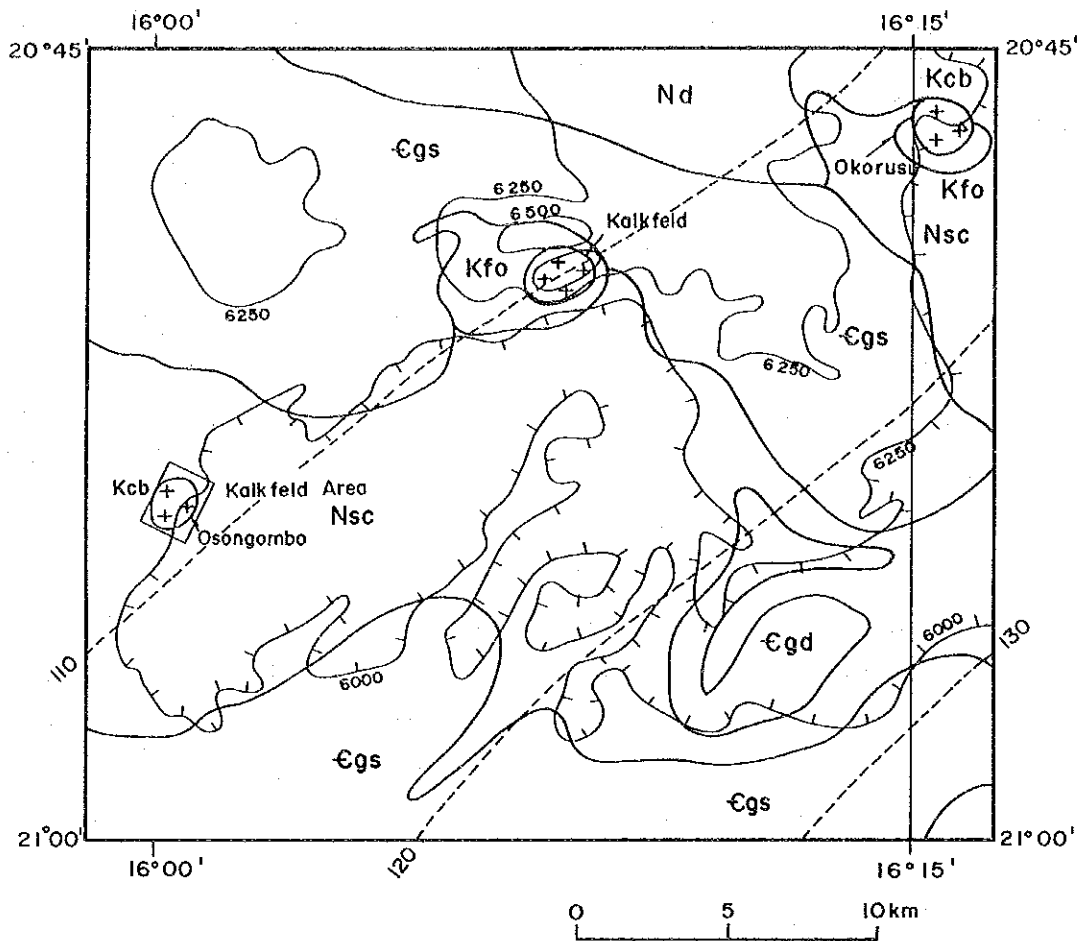 16°00' 16°15'
20°45' 20°45'
Kcb
Nd
Єgs
Okorusu
6250
Kfo
6500
Kalkfeld
Nsc
Kfo
6250
Єgs
6250
6250
Kcb
Kalkfeld Area
Nsc
Osongombo
6000
Єgd
130
110
6000
Єgs
Єgs
21°00' 21°00'
120
16°00' 16°15'
0 5 10km